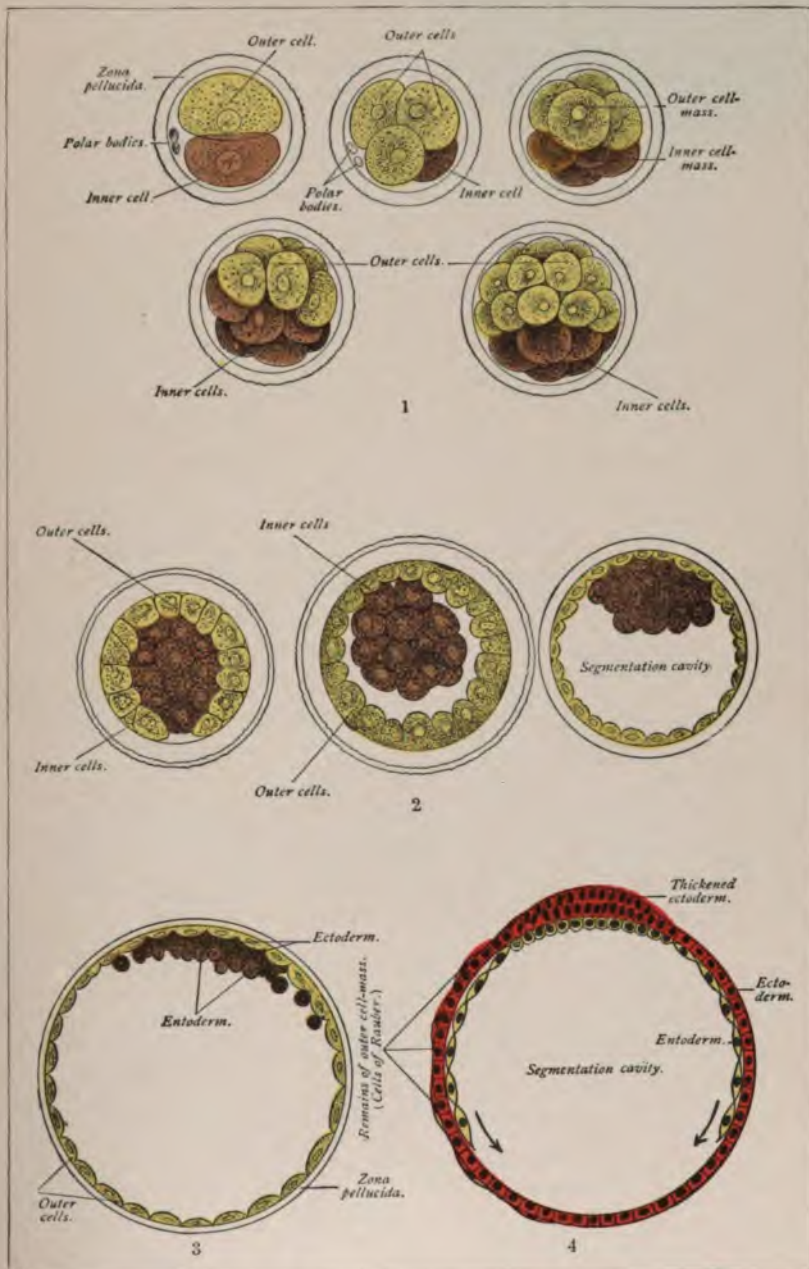 Outer cell.
Zona
pellucida.
Polar bodies.
Inner cell.
Outer cells
Polar
bodies.
Inner cell
Outer cell-
mass.
Inner cell-
mass.
Outer cells.
Inner cells.
Inner cells.
1
Outer cells.
Inner cells.
Inner cells
Outer cells.
Segmentation cavity.
2
Ectoderm.
Entoderm.
Outer
cells.
Zona
pellucida.
3
Remains of outer cell-mass.
(Cells of Rauber.)
Thickened
ectoderm.
Ecto-
derm.
Entoderm.
Segmentation cavity.
4